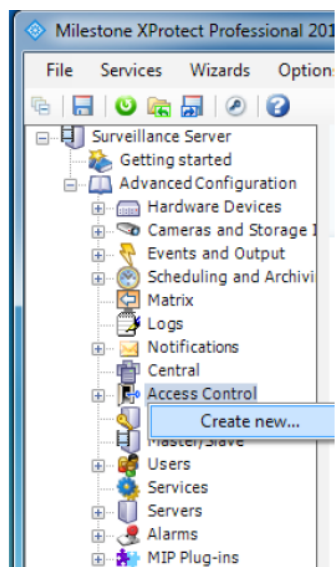 Milestone XProtect Professional 201
File Services Wizards Option
Surveillance Server
Getting started
Advanced Configuration
Hardware Devices
Cameras and Storage I
Events and Output
Scheduling and Archivi
Matrix
Logs
Notifications
Central
Access Control
Create new...
Master/Slave
Users
Services
Servers
Alarms
MIP Plug-ins